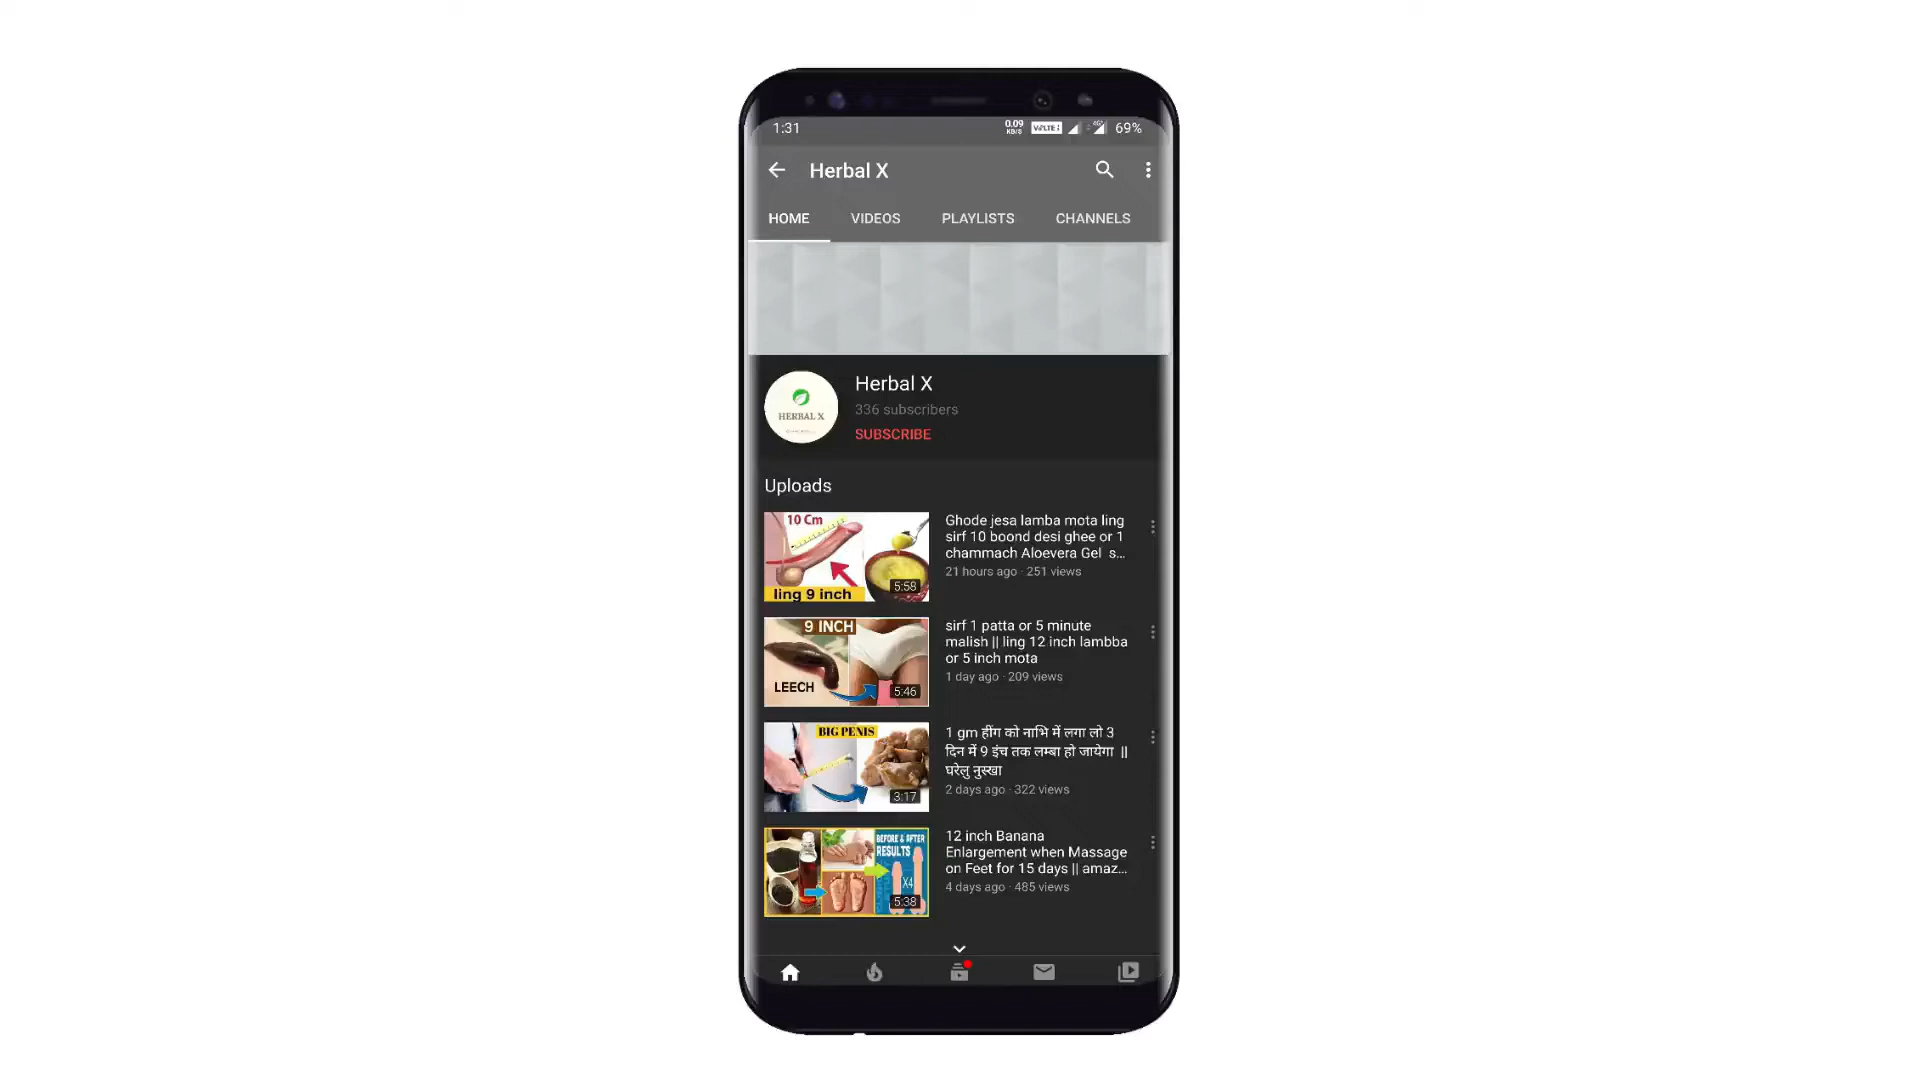 1:31
0.09
KB/S
VoLTE
4G
69%
Herbal X
HOME
VIDEOS
PLAYLISTS
CHANNELS
HERBAL X
Herbal X
336 subscribers
SUBSCRIBE
Uploads
10 Cm
ling 9 inch
5:58
Ghode jesa lamba mota ling
sirf 10 boond desi ghee or 1
chammach Aloevera Gel s...
21 hours ago · 251 views
9 INCH
LEECH
5:46
sirf 1 patta or 5 minute
malish || ling 12 inch lambba
or 5 inch mota
1 day ago · 209 views
BIG PENIS
3:17
1 gm हींग को नाभि में लगा लो 3
दिन में 9 इंच तक लम्बा हो जायेगा ||
घरेलु नुस्खा
2 days ago · 322 views
BEFORE & AFTER
RESULTS
X4
5:38
12 inch Banana
Enlargement when Massage
on Feet for 15 days || amaz...
4 days ago · 485 views